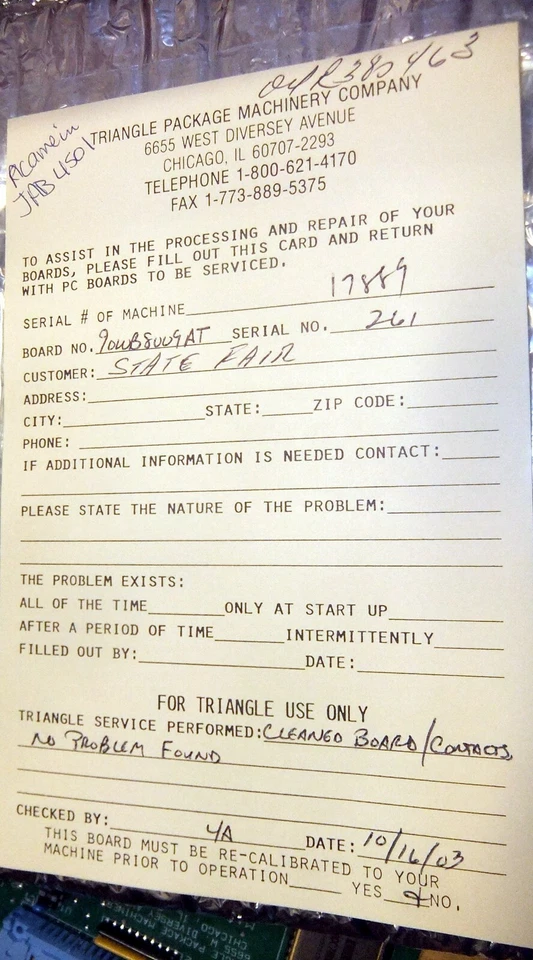 TRIANGLE PACKAGE MACHINERY COMPANY
6655 WEST DIVERSEY AVENUE
CHICAGO, IL 60707-2293
TELEPHONE 1-800-621-4170
FAX 1-773-889-5375
JAB 4501
TO ASSIST IN THE PROCESSING AND REPAIR OF YOUR
BOARDS, PLEASE FILL OUT THIS CARD AND RETURN
WITH PC BOARDS TO BE SERVICED.
SERIAL # OF MACHINE 17889
BOARD NO. SERIAL NO. 261
CUSTOMER: STATE FAIR
ADDRESS:
CITY: STATE: ZIP CODE:
PHONE:
IF ADDITIONAL INFORMATION IS NEEDED CONTACT:
PLEASE STATE THE NATURE OF THE PROBLEM:
THE PROBLEM EXISTS:
ALL OF THE TIME ONLY AT START UP
AFTER A PERIOD OF TIME INTERMITTENTLY
FILLED OUT BY: DATE:
FOR TRIANGLE USE ONLY
TRIANGLE SERVICE PERFORMED: CLEANED BOARD/CONTACTS,
NO PROBLEM FOUND
CHECKED BY: YA DATE: 10/16/03
THIS BOARD MUST BE RE-CALIBRATED TO YOUR
MACHINE PRIOR TO OPERATION YES NO.